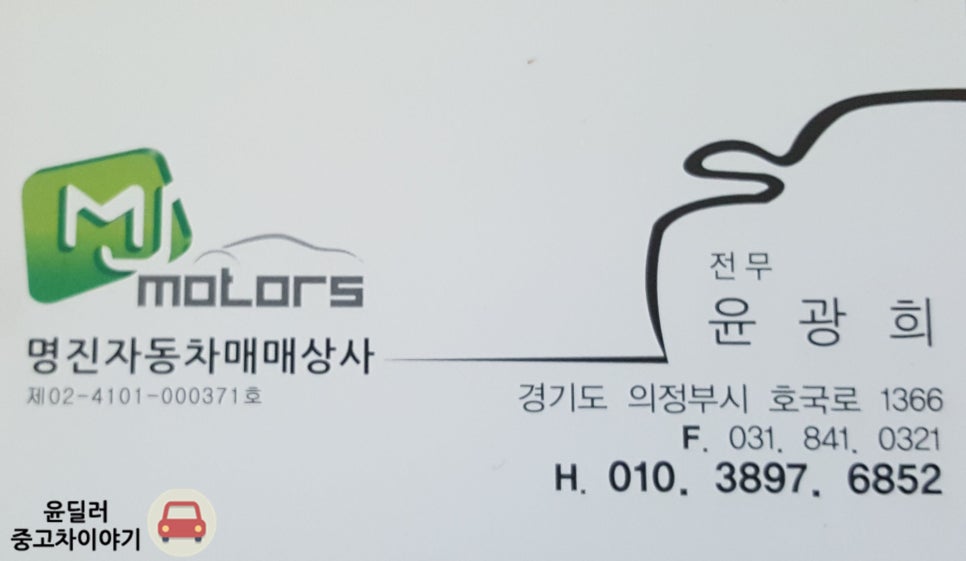 MJ
motors
명진자동차매매상사
제02-4101-000371호
전무
윤 광 희
경기도 의정부시 호국로 1366
F. 031. 841. 0321
H. 010. 3897. 6852
윤딜러
중고차이야기